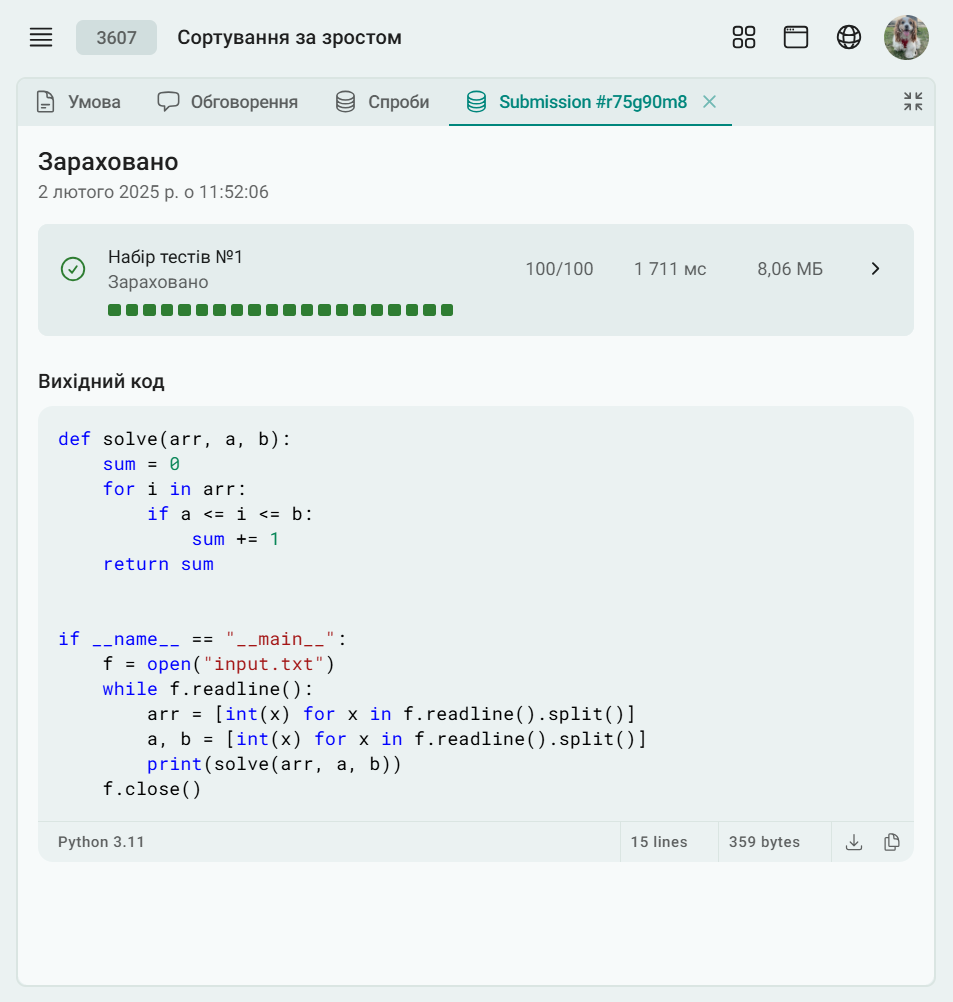 3607 Сортування за зростом
Умова Обговорення Спроби Submission #r75g90m8
Зараховано
2 лютого 2025 р. о 11:52:06
Набір тестів №1
Зараховано
100/100 1 711 мс 8,06 МБ
Вихідний код
def solve(arr, a, b):
    sum = 0
    for i in arr:
        if a <= i <= b:
            sum += 1
    return sum
if __name__ == "__main__":
    f = open("input.txt")
    while f.readline():
        arr = [int(x) for x in f.readline().split()]
        a, b = [int(x) for x in f.readline().split()]
        print(solve(arr, a, b))
    f.close()
Python 3.11 15 lines 359 bytes